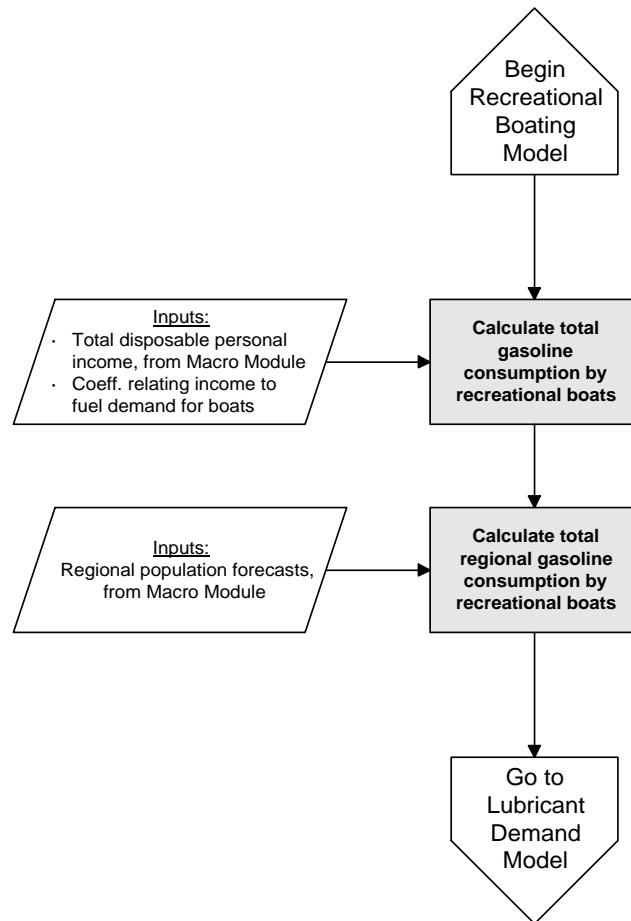 Begin
Recreational
Boating
Model
Inputs:
· Total disposable personal
income, from Macro Module
· Coeff. relating income to
fuel demand for boats
Calculate total
gasoline
consumption by
recreational boats
Inputs:
Regional population forecasts,
from Macro Module
Calculate total
regional gasoline
consumption by
recreational boats
Go to
Lubricant
Demand
Model